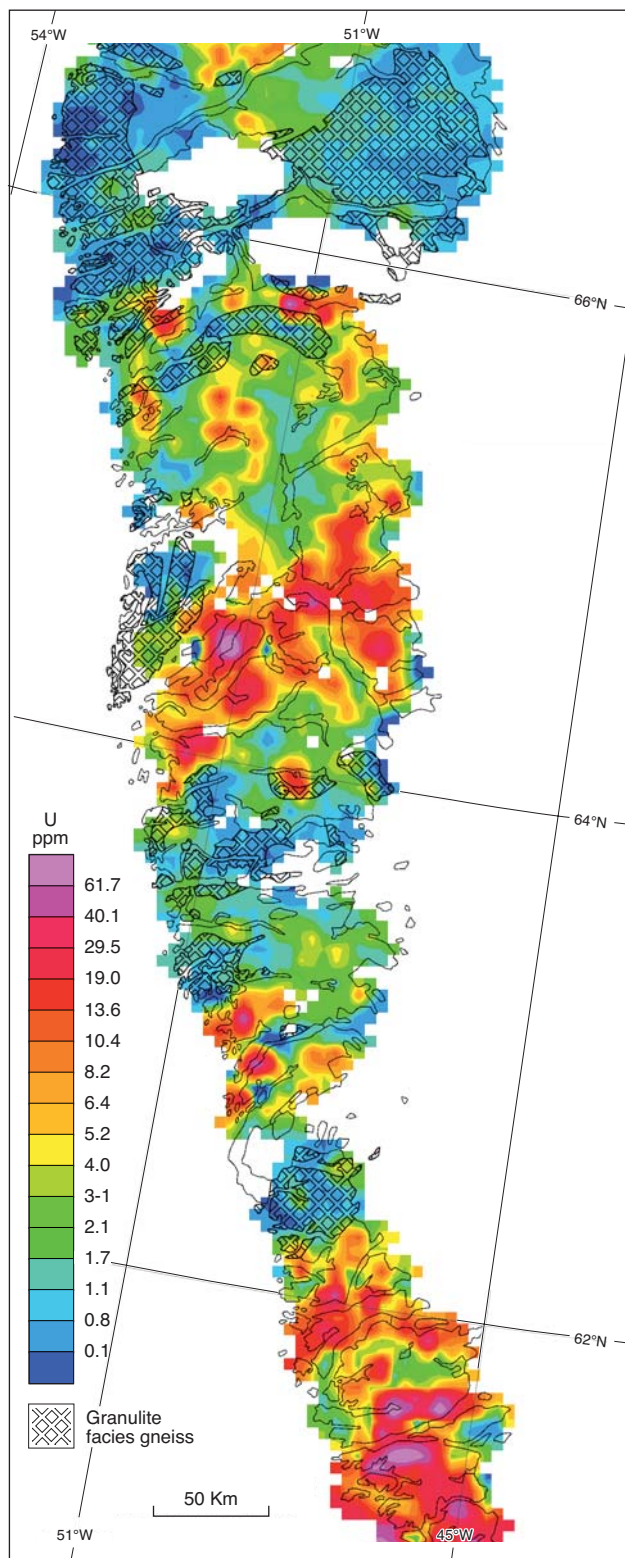 54°W
51°W
66°N
64°N
U
ppm
61.7
40.1
29.5
19.0
13.6
10.4
8.2
6.4
5.2
4.0
3-1
2.1
1.7
1.1
0.8
0.1
62°N
Granulite
facies gneiss
50 Km
51°W
45°W